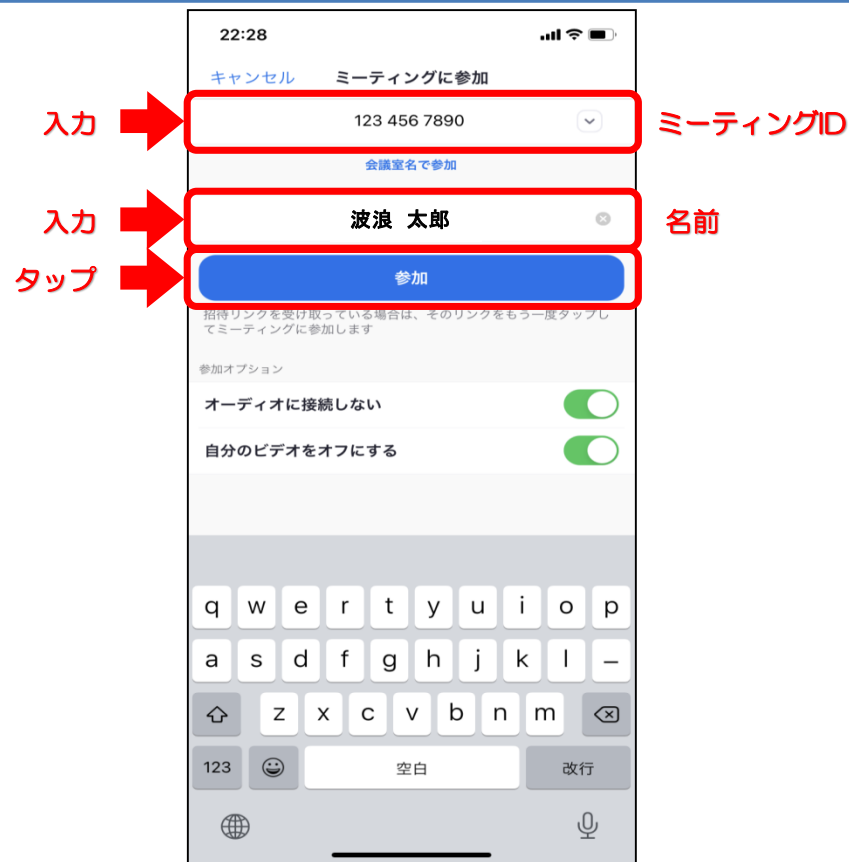 22:28
キャンセル ミーティングに参加
入力 123 456 7890 ミーティングID
会議室名で参加
入力 波浪 太郎 名前
タップ 参加
招待リンクを受け取っている場合は、そのリンクをもう一度タップし
てミーティングに参加します
参加オプション
オーディオに接続しない
自分のビデオをオフにする
q w e r t y u i o p
a s d f g h j k l –
z x c v b n m
123 空白 改行